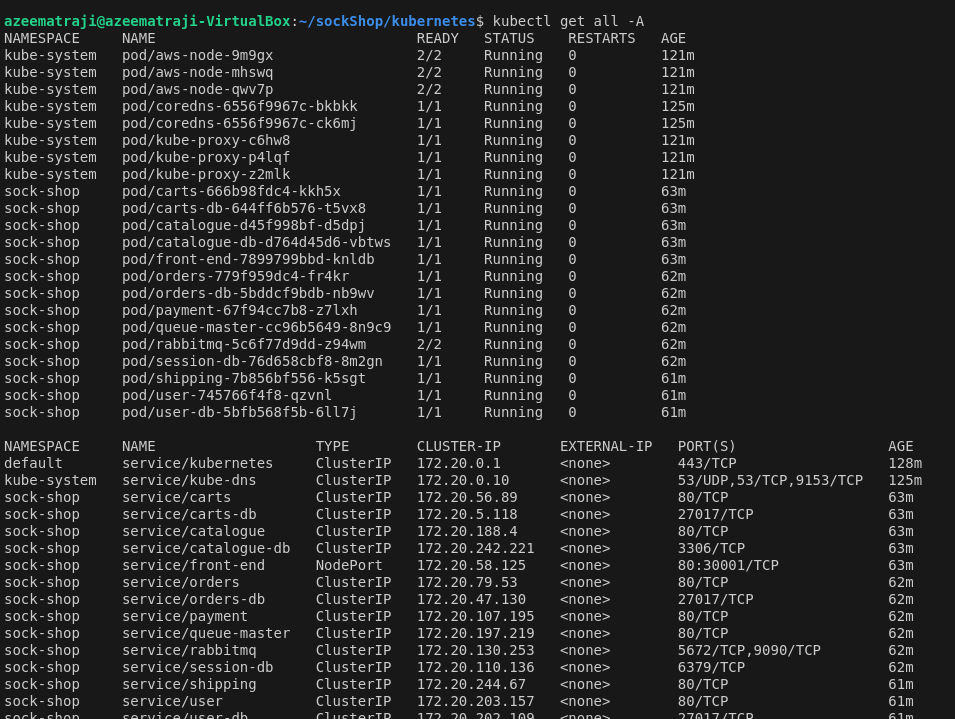 azeematraji@azeematraji-VirtualBox:~/sockShop/kubernetes$ kubectl get all -A
NAMESPACE     NAME                               READY   STATUS    RESTARTS   AGE
kube-system   pod/aws-node-9m9gx                 2/2     Running   0          121m
kube-system   pod/aws-node-mhswq                 2/2     Running   0          121m
kube-system   pod/aws-node-qwv7p                 2/2     Running   0          121m
kube-system   pod/coredns-6556f9967c-bkbkk       1/1     Running   0          125m
kube-system   pod/coredns-6556f9967c-ck6mj       1/1     Running   0          125m
kube-system   pod/kube-proxy-c6hw8               1/1     Running   0          121m
kube-system   pod/kube-proxy-p4lqf               1/1     Running   0          121m
kube-system   pod/kube-proxy-z2mlk               1/1     Running   0          121m
sock-shop     pod/carts-666b98fdc4-kkh5x         1/1     Running   0          63m
sock-shop     pod/carts-db-644ff6b576-t5vx8      1/1     Running   0          63m
sock-shop     pod/catalogue-d45f998bf-d5dpj      1/1     Running   0          63m
sock-shop     pod/catalogue-db-d764d45d6-vbtws   1/1     Running   0          63m
sock-shop     pod/front-end-7899799bbd-knldb     1/1     Running   0          63m
sock-shop     pod/orders-779f959dc4-fr4kr        1/1     Running   0          62m
sock-shop     pod/orders-db-5bddcf9bdb-nb9wv     1/1     Running   0          62m
sock-shop     pod/payment-67f94cc7b8-z7lxh       1/1     Running   0          62m
sock-shop     pod/queue-master-cc96b5649-8n9c9   1/1     Running   0          62m
sock-shop     pod/rabbitmq-5c6f77d9dd-z94wm      2/2     Running   0          62m
sock-shop     pod/session-db-76d658cbf8-8m2gn    1/1     Running   0          62m
sock-shop     pod/shipping-7b856bf556-k5sgt      1/1     Running   0          61m
sock-shop     pod/user-745766f4f8-qzvnl          1/1     Running   0          61m
sock-shop     pod/user-db-5bfb568f5b-6ll7j       1/1     Running   0          61m
NAMESPACE     NAME                   TYPE        CLUSTER-IP       EXTERNAL-IP   PORT(S)                  AGE
default       service/kubernetes     ClusterIP   172.20.0.1       <none>        443/TCP                  128m
kube-system   service/kube-dns       ClusterIP   172.20.0.10      <none>        53/UDP,53/TCP,9153/TCP   125m
sock-shop     service/carts          ClusterIP   172.20.56.89     <none>        80/TCP                   63m
sock-shop     service/carts-db       ClusterIP   172.20.5.118     <none>        27017/TCP                63m
sock-shop     service/catalogue      ClusterIP   172.20.188.4     <none>        80/TCP                   63m
sock-shop     service/catalogue-db   ClusterIP   172.20.242.221   <none>        3306/TCP                 63m
sock-shop     service/front-end      NodePort    172.20.58.125    <none>        80:30001/TCP             63m
sock-shop     service/orders         ClusterIP   172.20.79.53     <none>        80/TCP                   62m
sock-shop     service/orders-db      ClusterIP   172.20.47.130    <none>        27017/TCP                62m
sock-shop     service/payment        ClusterIP   172.20.107.195   <none>        80/TCP                   62m
sock-shop     service/queue-master   ClusterIP   172.20.197.219   <none>        80/TCP                   62m
sock-shop     service/rabbitmq       ClusterIP   172.20.130.253   <none>        5672/TCP,9090/TCP        62m
sock-shop     service/session-db     ClusterIP   172.20.110.136   <none>        6379/TCP                 62m
sock-shop     service/shipping       ClusterIP   172.20.244.67    <none>        80/TCP                   61m
sock-shop     service/user           ClusterIP   172.20.203.157   <none>        80/TCP                   61m
sock-shop     service/user-db        ClusterIP   172.20.202.109   <none>        27017/TCP                61m